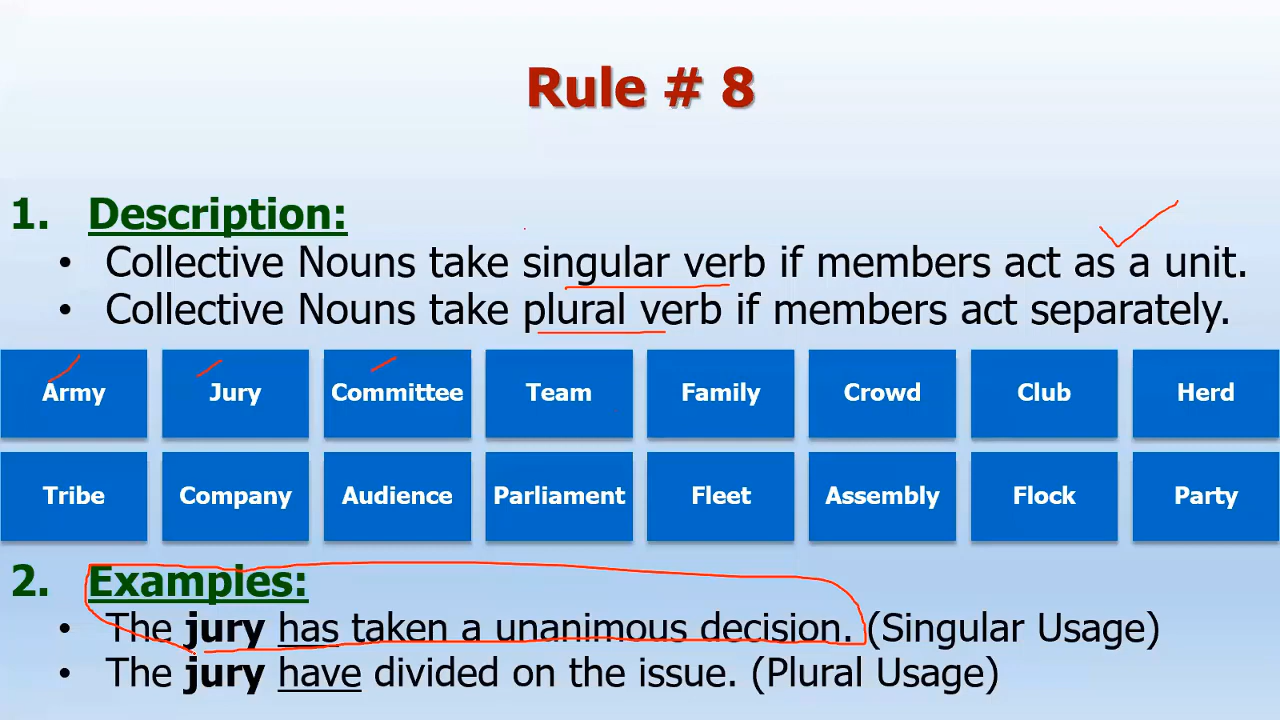 Rule # 8
1. Description:
• Collective Nouns take singular verb if members act as a unit.
• Collective Nouns take plural verb if members act separately.
Army Jury Committee Team Family Crowd Club Herd
Tribe Company Audience Parliament Fleet Assembly Flock Party
2. Examples:
• The jury has taken a unanimous decision. (Singular Usage)
• The jury have divided on the issue. (Plural Usage)